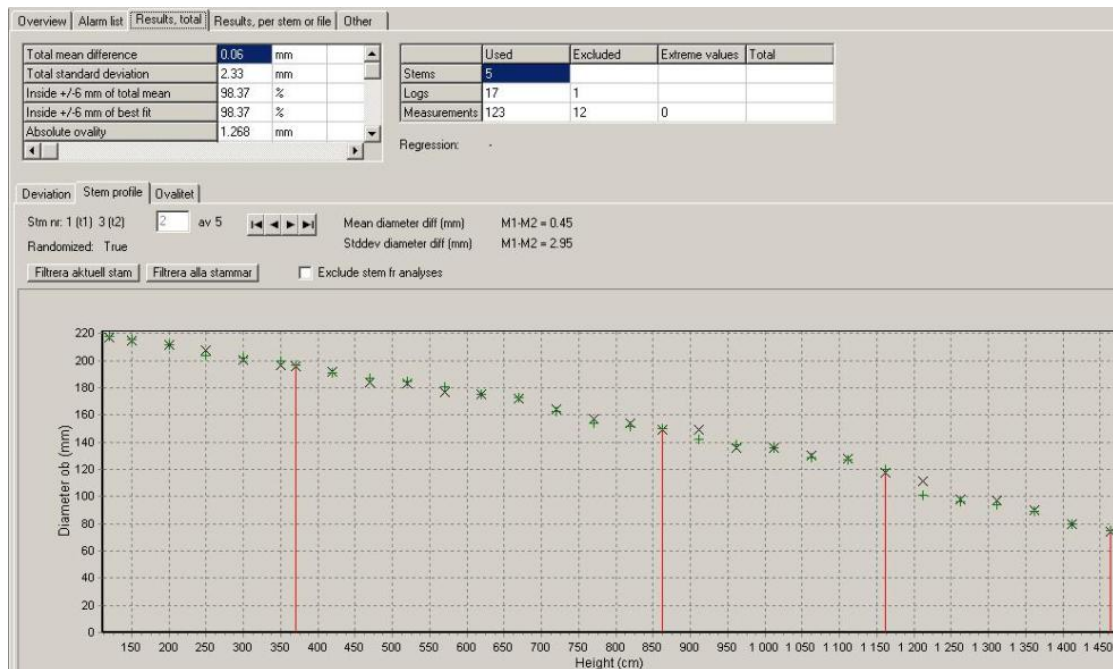 Overview Alarm list Results, total Results, per stem or file Other
Total mean difference 0.06 mm
Total standard deviation 2.33 mm
Inside +/-6 mm of total mean 98.37 %
Inside +/-6 mm of best fit 98.37 %
Absolute ovality 1.268 mm
Used Excluded Extreme values Total
Stems 5
Logs 17 1
Measurements 123 12 0
Regression: -
Deviation Stem profile Ovalitet
Stm nr: 1 (t1) 3 (t2) 2 av 5
Mean diameter diff (mm) M1-M2 = 0.45
Randomized: True
Stddev diameter diff (mm) M1-M2 = 2.95
Filtrera aktuell stam Filtrera alla stammar Exclude stem fr analyses
Diameter ob (mm)
220
200
180
160
140
120
100
80
60
40
20
0
150 200 250 300 350 400 450 500 550 600 650 700 750 800 850 900 950 1 000 1 050 1 100 1 150 1 200 1 250 1 300 1 350 1 400 1 450
Height (cm)